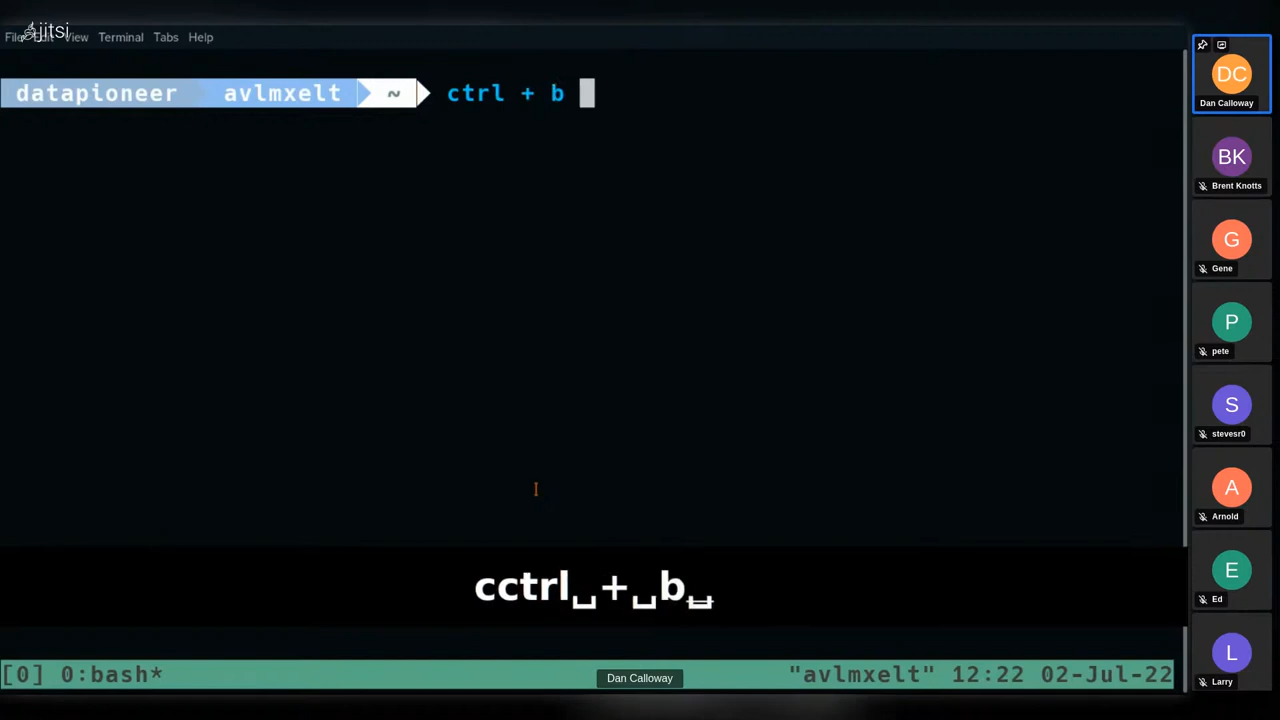 jitsi
File Edit View Terminal Tabs Help
datapioneer avlmxelt ~ ctrl + b
cctrl␣+␣b␣
[0] 0:bash* "avlmxelt" 12:22 02-Jul-22
Dan Calloway
DC
Dan Calloway
BK
Brent Knotts
G
Gene
P
pete
S
stevesr0
A
Arnold
E
Ed
L
Larry